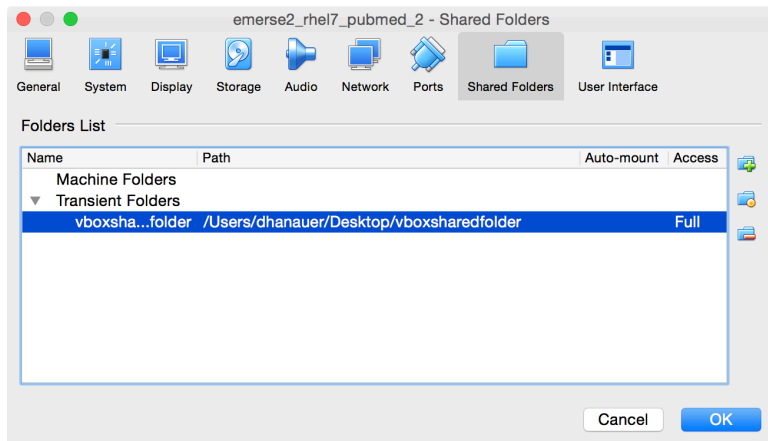 emerse2_rhel7_pubmed_2 - Shared Folders
General System Display Storage Audio Network Ports Shared Folders User Interface
Folders List
Name Path Auto-mount Access
Machine Folders
Transient Folders
vboxsha...folder /Users/dhanauer/Desktop/vboxsharedfolder Full
Cancel OK